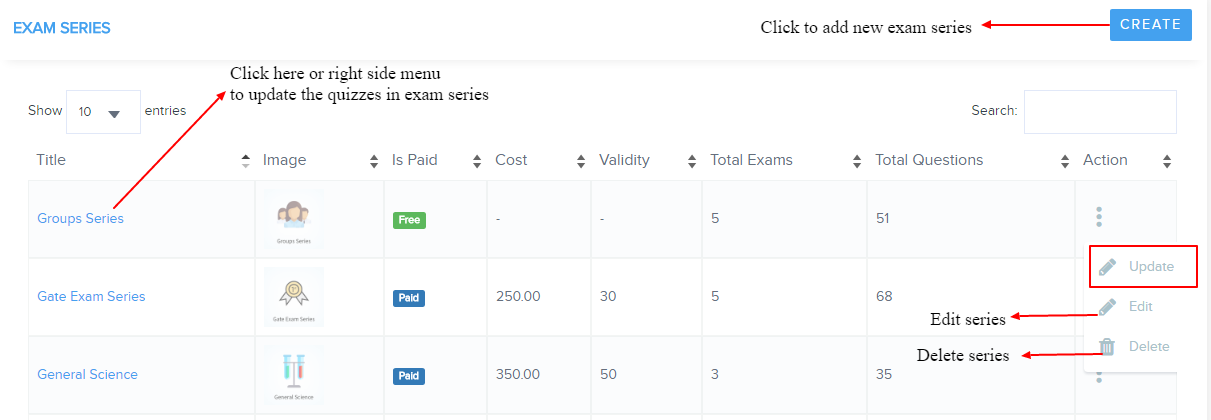 EXAM SERIES
Click to add new exam series
CREATE
Click here or right side menu
to update the quizzes in exam series
Show 10 entries
Search:
Title Image Is Paid Cost Validity Total Exams Total Questions Action
Groups Series Groups Series Free - - 5 51
Update
Gate Exam Series Gate Exam Series Paid 250.00 30 5 68
Edit series Edit
Delete series Delete
General Science General Science Paid 350.00 50 3 35